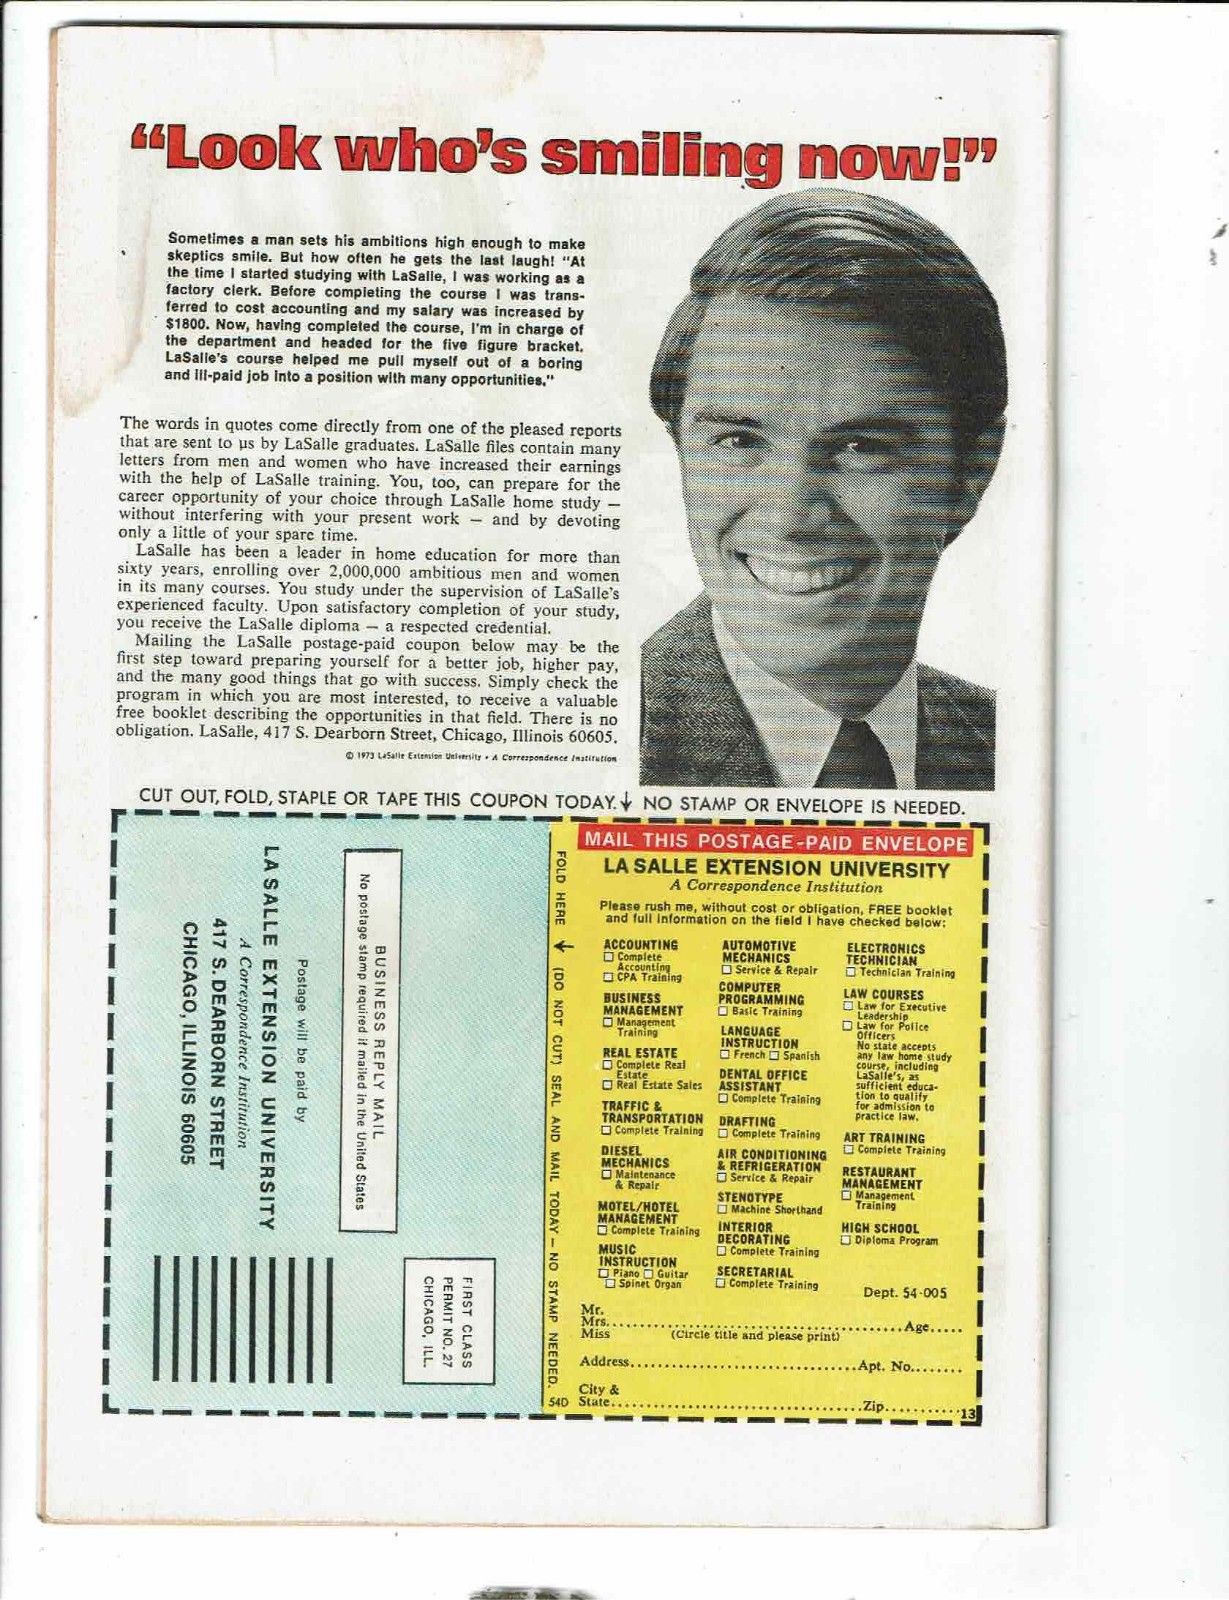 “Look who’s smiling now!”
Sometimes a man sets his ambitions high enough to make
skeptics smile. But how often he gets the last laugh! "At
the time I started studying with LaSalle, I was working as a
factory clerk. Before completing the course I was trans-
ferred to cost accounting and my salary was increased by
$1800. Now, having completed the course, I'm in charge of
the department and headed for the five figure bracket.
LaSalle's course helped me pull myself out of a boring
and ill-paid job into a position with many opportunities."
The words in quotes come directly from one of the pleased reports
that are sent to us by LaSalle graduates. LaSalle files contain many
letters from men and women who have increased their earnings
with the help of LaSalle training. You, too, can prepare for the
career opportunity of your choice through LaSalle home study —
without interfering with your present work — and by devoting
only a little of your spare time.
LaSalle has been a leader in home education for more than
sixty years, enrolling over 2,000,000 ambitious men and women
in its many courses. You study under the supervision of LaSalle's
experienced faculty. Upon satisfactory completion of your study,
you receive the LaSalle diploma — a respected credential.
Mailing the LaSalle postage-paid coupon below may be the
first step toward preparing yourself for a better job, higher pay,
and the many good things that go with success. Simply check the
program in which you are most interested, to receive a valuable
free booklet describing the opportunities in that field. There is no
obligation. LaSalle, 417 S. Dearborn Street, Chicago, Illinois 60605.
© 1973 LaSalle Extension University • A Correspondence Institution
CUT OUT, FOLD, STAPLE OR TAPE THIS COUPON TODAY. ↓ NO STAMP OR ENVELOPE IS NEEDED.
FIRST CLASS
PERMIT NO. 27
CHICAGO, ILL.
BUSINESS REPLY MAIL
No postage stamp required if mailed in the United States
Postage will be paid by
LASALLE EXTENSION UNIVERSITY
A Correspondence Institution
417 S. DEARBORN STREET
CHICAGO, ILLINOIS 60605
FOLD HERE ← (DO NOT CUT) SEAL AND MAIL TODAY — NO STAMP NEEDED.
54D
MAIL THIS POSTAGE-PAID ENVELOPE
LA SALLE EXTENSION UNIVERSITY
A Correspondence Institution
Please rush me, without cost or obligation, FREE booklet
and full information on the field I have checked below:
ACCOUNTING
☐ Complete
Accounting
☐ CPA Training
BUSINESS
MANAGEMENT
☐ Management
Training
REAL ESTATE
☐ Complete Real
Estate
☐ Real Estate Sales
TRAFFIC &
TRANSPORTATION
☐ Complete Training
DIESEL
MECHANICS
☐ Maintenance
& Repair
MOTEL/HOTEL
MANAGEMENT
☐ Complete Training
MUSIC
INSTRUCTION
☐ Piano ☐ Guitar
☐ Spinet Organ
AUTOMOTIVE
MECHANICS
☐ Service & Repair
COMPUTER
PROGRAMMING
☐ Basic Training
LANGUAGE
INSTRUCTION
☐ French ☐ Spanish
DENTAL OFFICE
ASSISTANT
☐ Complete Training
DRAFTING
☐ Complete Training
AIR CONDITIONING
& REFRIGERATION
☐ Service & Repair
STENOTYPE
☐ Machine Shorthand
INTERIOR
DECORATING
☐ Complete Training
SECRETARIAL
☐ Complete Training
ELECTRONICS
TECHNICIAN
☐ Technician Training
LAW COURSES
☐ Law for Executive
Leadership
☐ Law for Police
Officers
No state accepts
any law home study
course, including
LaSalle's, as
sufficient educa-
tion to qualify
for admission to
practice law.
ART TRAINING
☐ Complete Training
RESTAURANT
MANAGEMENT
☐ Management
Training
HIGH SCHOOL
☐ Diploma Program
Dept. 54-005
Mr.
Mrs. Age
Miss (Circle title and please print)
Address Apt. No.
City &
State Zip
13